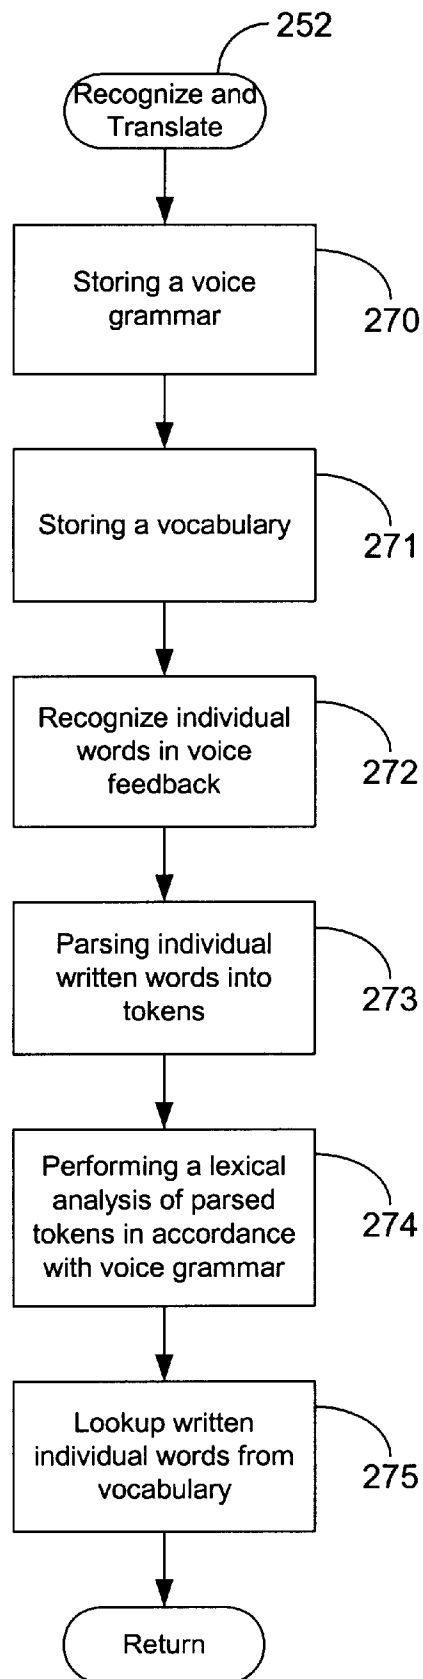 252
Recognize and
Translate
Storing a voice
grammar
270
Storing a vocabulary
271
Recognize individual
words in voice
feedback
272
Parsing individual
written words into
tokens
273
Performing a lexical
analysis of parsed
tokens in accordance
with voice grammar
274
Lookup written
individual words from
vocabulary
275
Return